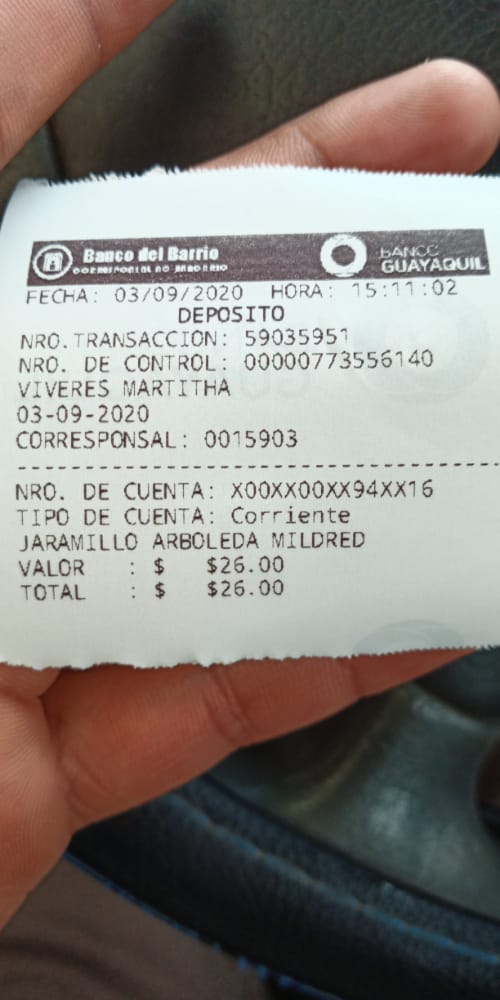 Banco del Barrio
CORRESPONSAL NO BANCARIO
BANCO
GUAYAQUIL
FECHA: 03/09/2020 HORA: 15:11:02
DEPOSITO
NRO.TRANSACCION: 59035951
NRO. DE CONTROL: 00000773556140
VIVERES MARTITHA
03-09-2020
CORRESPONSAL: 0015903
NRO. DE CUENTA: X00XX00XX94XX16
TIPO DE CUENTA: Corriente
JARAMILLO ARBOLEDA MILDRED
VALOR : $ $26.00
TOTAL : $ $26.00